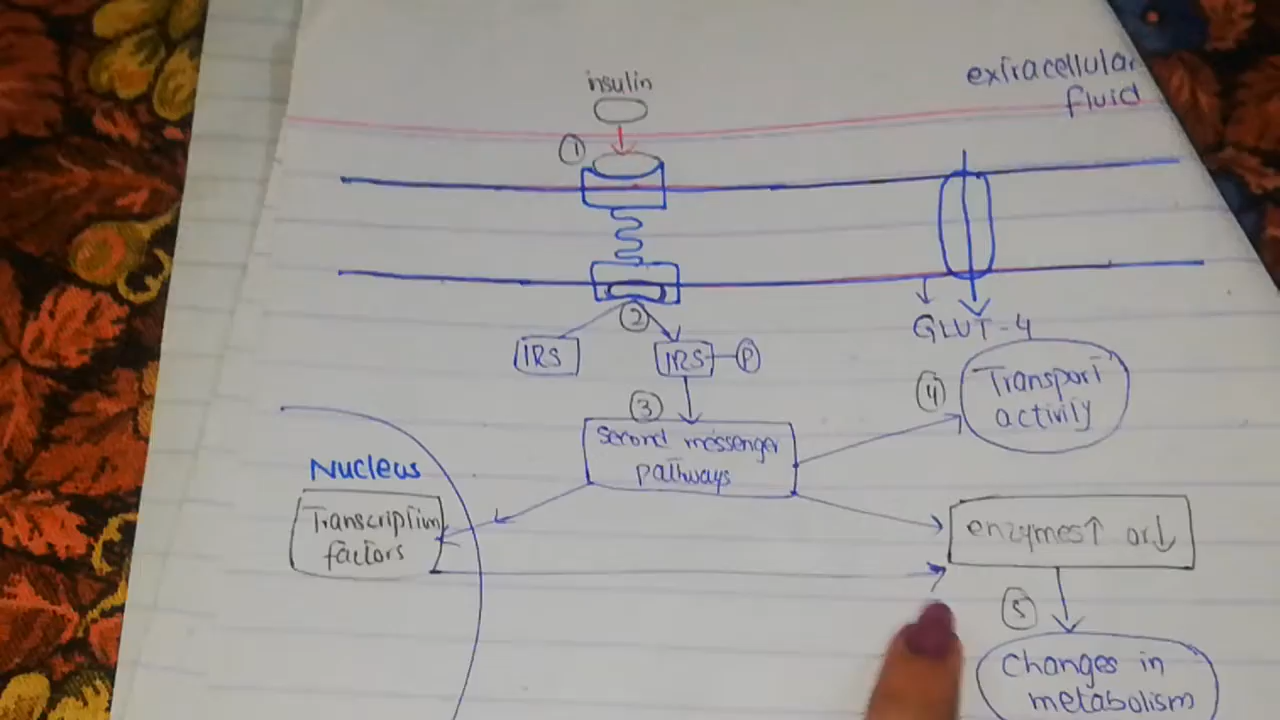 insulin
extracellular
fluid
①
②
IRS
IRS
P
GLUT-4
③
second messenger
pathways
④
Transport
activity
Nucleus
Transcription
factors
enzymes↑ or↓
⑤
Changes in
metabolism